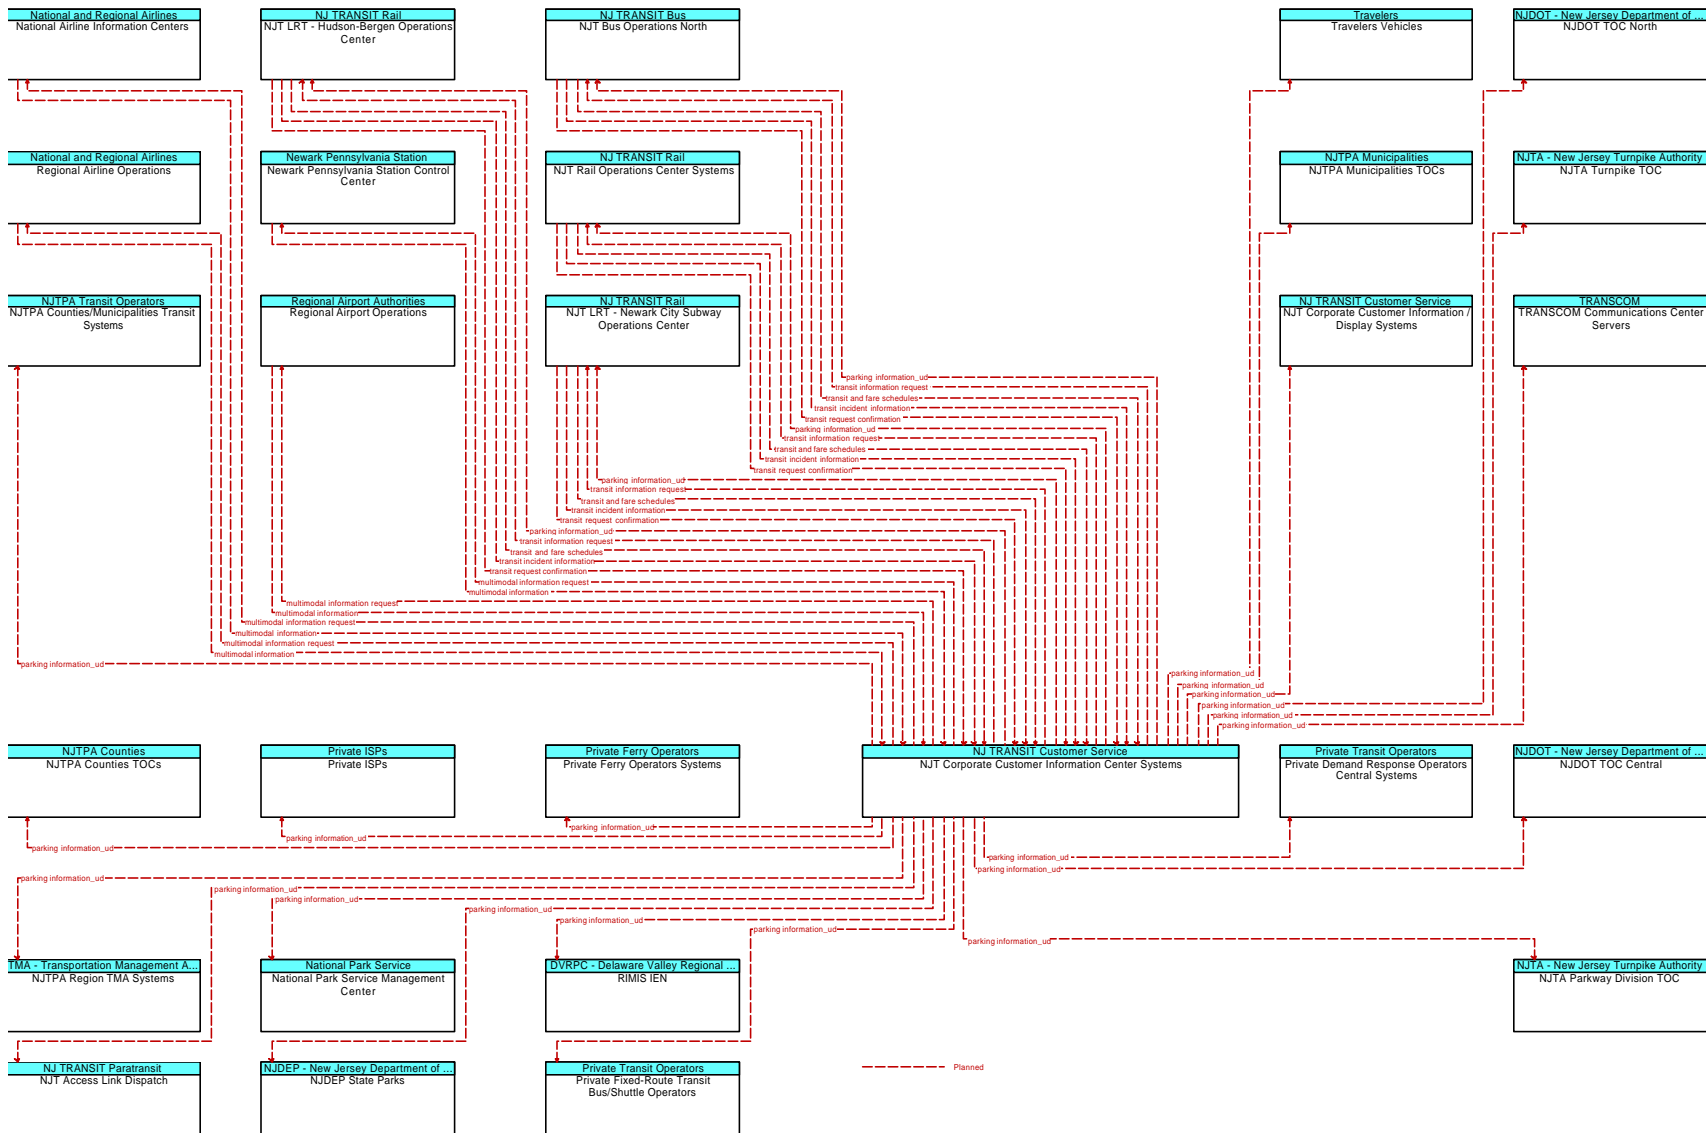 National and Regional Airlines
National Airline Information Centers
NJ TRANSIT Rail
NJT LRT - Hudson-Bergen Operations
Center
NJ TRANSIT Bus
NJT Bus Operations North
Travelers
Travelers Vehicles
NJDOT - New Jersey Department of ...
NJDOT TOC North
National and Regional Airlines
Regional Airline Operations
Newark Pennsylvania Station
Newark Pennsylvania Station Control
Center
NJ TRANSIT Rail
NJT Rail Operations Center Systems
NJTPA Municipalities
NJTPA Municipalities TOCs
NJTA - New Jersey Turnpike Authority
NJTA Turnpike TOC
NJTPA Transit Operators
NJTPA Counties/Municipalities Transit
Systems
Regional Airport Authorities
Regional Airport Operations
NJ TRANSIT Rail
NJT LRT - Newark City Subway
Operations Center
NJ TRANSIT Customer Service
NJT Corporate Customer Information /
Display Systems
TRANSCOM
TRANSCOM Communications Center
Servers
parking information_ud
transit information request
transit and fare schedules
transit incident information
transit request confirmation
parking information_ud
transit information request
transit and fare schedules
transit incident information
transit request confirmation
parking information_ud
transit information request
transit and fare schedules
transit incident information
transit request confirmation
parking information_ud
transit information request
transit and fare schedules
transit incident information
transit request confirmation
multimodal information request
multimodal information
multimodal information request
multimodal information
multimodal information request
multimodal information
multimodal information request
multimodal information
parking information_ud
parking information_ud
parking information_ud
parking information_ud
parking information_ud
parking information_ud
parking information_ud
NJTPA Counties
NJTPA Counties TOCs
Private ISPs
Private ISPs
Private Ferry Operators
Private Ferry Operators Systems
NJ TRANSIT Customer Service
NJT Corporate Customer Information Center Systems
Private Transit Operators
Private Demand Response Operators
Central Systems
NJDOT - New Jersey Department of ...
NJDOT TOC Central
parking information_ud
parking information_ud
parking information_ud
parking information_ud
parking information_ud
parking information_ud
parking information_ud
parking information_ud
parking information_ud
parking information_ud
parking information_ud
parking information_ud
TMA - Transportation Management A...
NJTPA Region TMA Systems
National Park Service
National Park Service Management
Center
DVRPC - Delaware Valley Regional ...
RIMIS IEN
NJTA - New Jersey Turnpike Authority
NJTA Parkway Division TOC
NJ TRANSIT Paratransit
NJT Access Link Dispatch
NJDEP - New Jersey Department of ...
NJDEP State Parks
Private Transit Operators
Private Fixed-Route Transit
Bus/Shuttle Operators
Planned